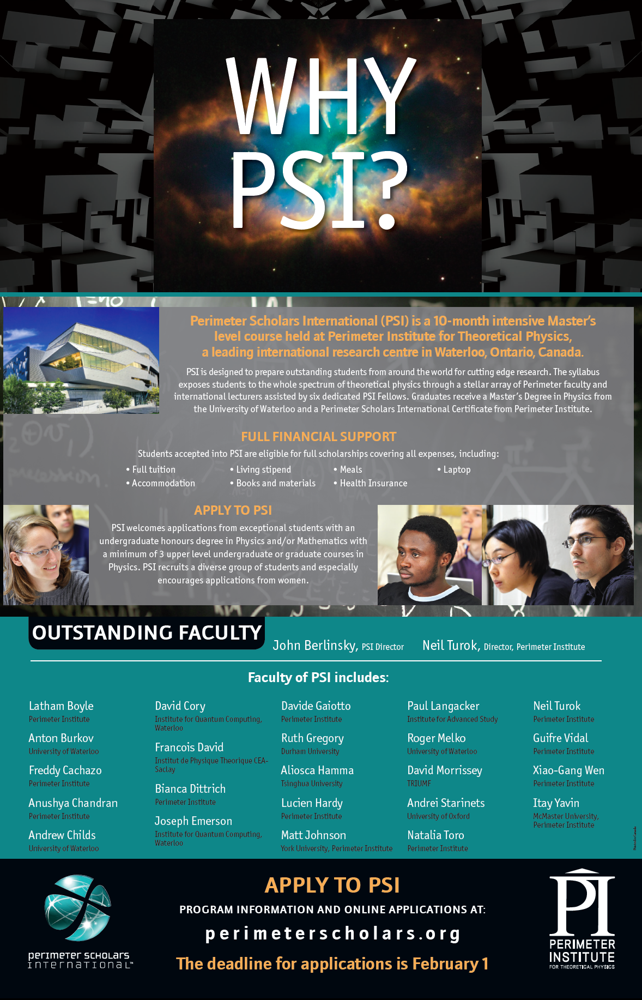 WHY
PSI?
Perimeter Scholars International (PSI) is a 10-month intensive Master's
level course held at Perimeter Institute for Theoretical Physics,
a leading international research centre in Waterloo, Ontario, Canada.
PSI is designed to prepare outstanding students from around the world for cutting edge research. The syllabus
exposes students to the whole spectrum of theoretical physics through a stellar array of Perimeter faculty and
international lecturers assisted by six dedicated PSI Fellows. Graduates receive a Master's Degree in Physics from
the University of Waterloo and a Perimeter Scholars International Certificate from Perimeter Institute.
FULL FINANCIAL SUPPORT
Students accepted into PSI are eligible for full scholarships covering all expenses, including:
• Full tuition
• Accommodation
• Living stipend
• Books and materials
• Meals
• Health Insurance
• Laptop
APPLY TO PSI
PSI welcomes applications from exceptional students with an
undergraduate honours degree in Physics and/or Mathematics with
a minimum of 3 upper level undergraduate or graduate courses in
Physics. PSI recruits a diverse group of students and especially
encourages applications from women.
OUTSTANDING FACULTY
John Berlinsky, PSI Director
Neil Turok, Director, Perimeter Institute
Faculty of PSI includes:
Latham Boyle
Perimeter Institute
Anton Burkov
University of Waterloo
Freddy Cachazo
Perimeter Institute
Anushya Chandran
Perimeter Institute
Andrew Childs
University of Waterloo
David Cory
Institute for Quantum Computing,
Waterloo
Francois David
Institut de Physique Theorique CEA-
Saclay
Bianca Dittrich
Perimeter Institute
Joseph Emerson
Institute for Quantum Computing,
Waterloo
Davide Gaiotto
Perimeter Institute
Ruth Gregory
Durham University
Aliosca Hamma
Tsinghua University
Lucien Hardy
Perimeter Institute
Matt Johnson
York University, Perimeter Institute
Paul Langacker
Institute for Advanced Study
Roger Melko
University of Waterloo
David Morrissey
TRIUMF
Andrei Starinets
University of Oxford
Natalia Toro
Perimeter Institute
Neil Turok
Perimeter Institute
Guifre Vidal
Perimeter Institute
Xiao-Gang Wen
Perimeter Institute
Itay Yavin
McMaster University,
Perimeter Institute
Printed in Canada
perimeter scholars
international™
APPLY TO PSI
PROGRAM INFORMATION AND ONLINE APPLICATIONS AT:
perimeterscholars.org
The deadline for applications is February 1
PI
PERIMETER
INSTITUTE
FOR THEORETICAL PHYSICS